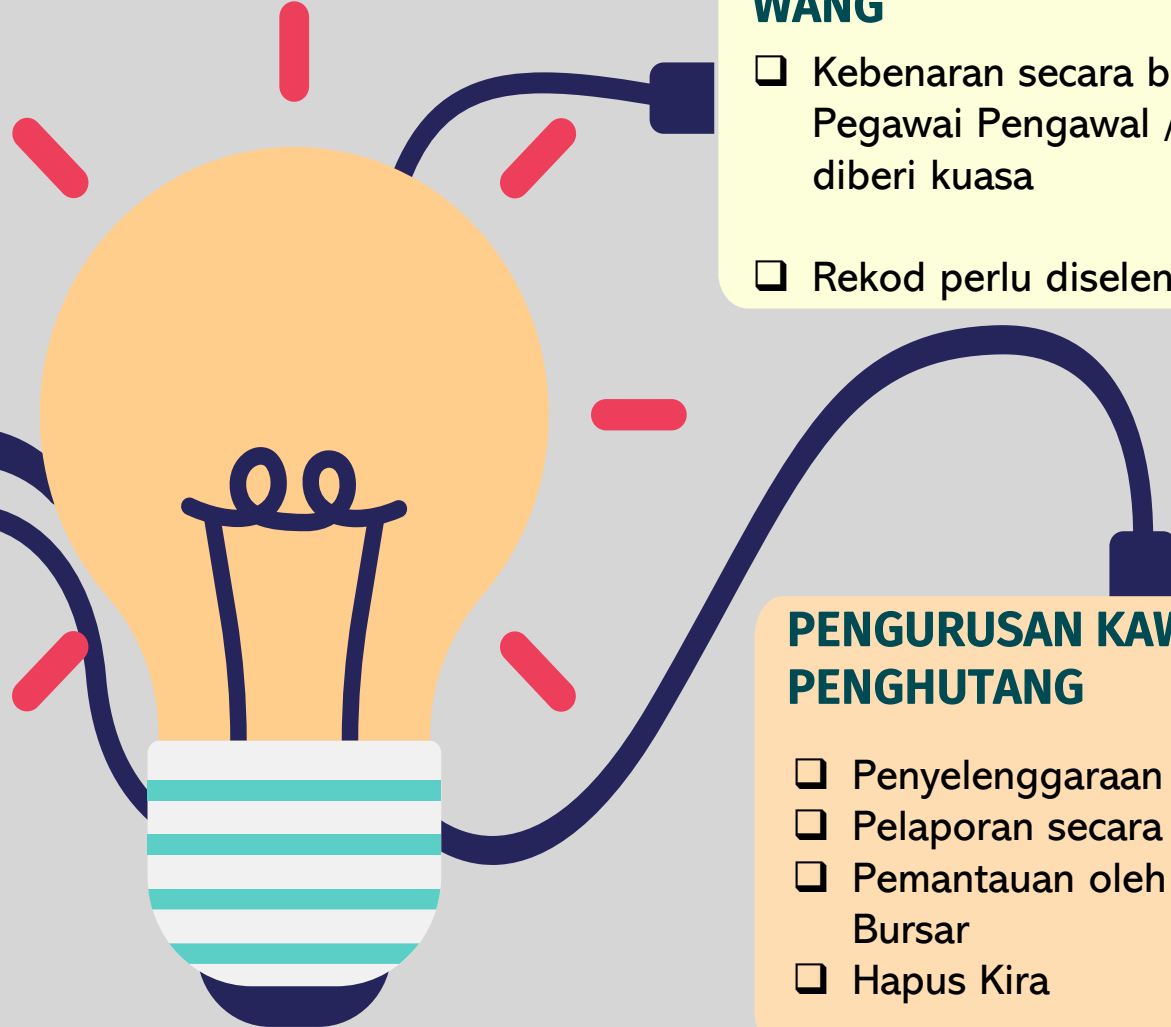 WANG
❑ Kebenaran secara b
Pegawai Pengawal /
diberi kuasa
❑ Rekod perlu diselen
PENGURUSAN KAW
PENGHUTANG
❑ Penyelenggaraan
❑ Pelaporan secara
❑ Pemantauan oleh
Bursar
❑ Hapus Kira